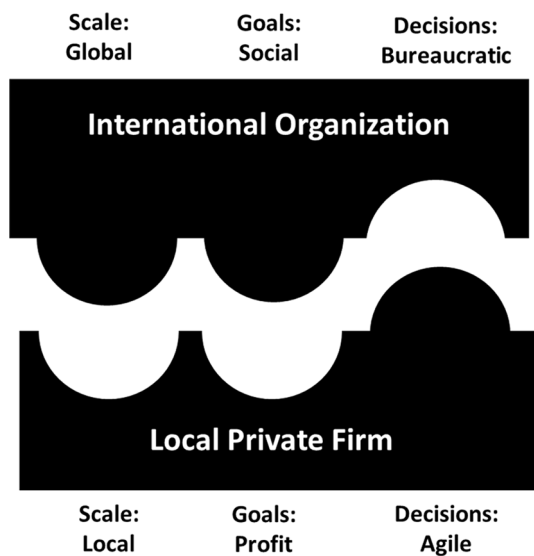 Scale: Goals: Decisions:
Global Social Bureaucratic
International Organization
Local Private Firm
Scale: Goals: Decisions:
Local Profit Agile